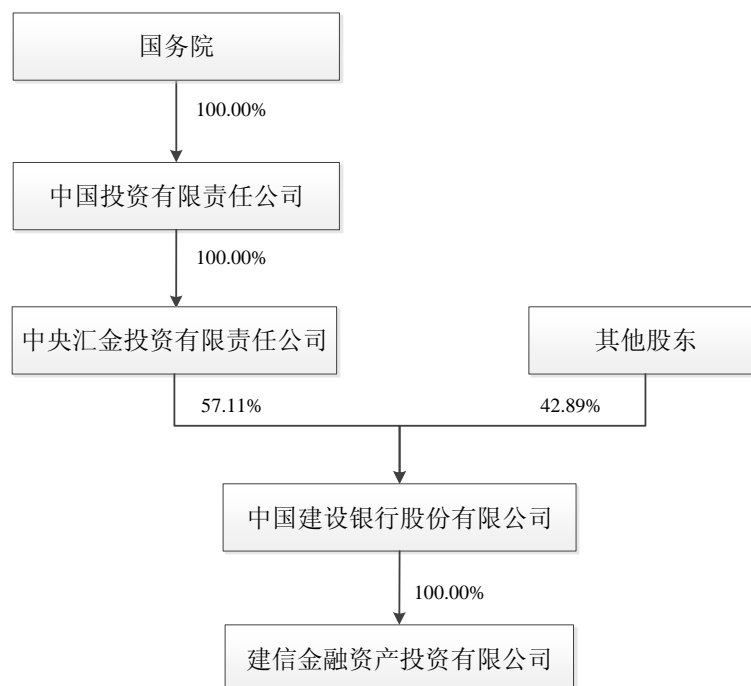 国务院
100.00%
中国投资有限责任公司
100.00%
中央汇金投资有限责任公司
其他股东
57.11%
42.89%
中国建设银行股份有限公司
100.00%
建信金融资产投资有限公司